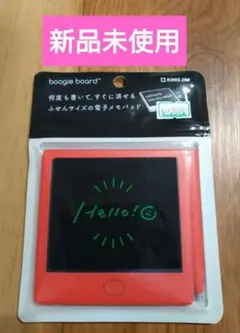 新品未使用
boogie board™
KING JIM
何度も書いて、すぐに消せる
ふせんサイズの電子メモパッド
Hello!